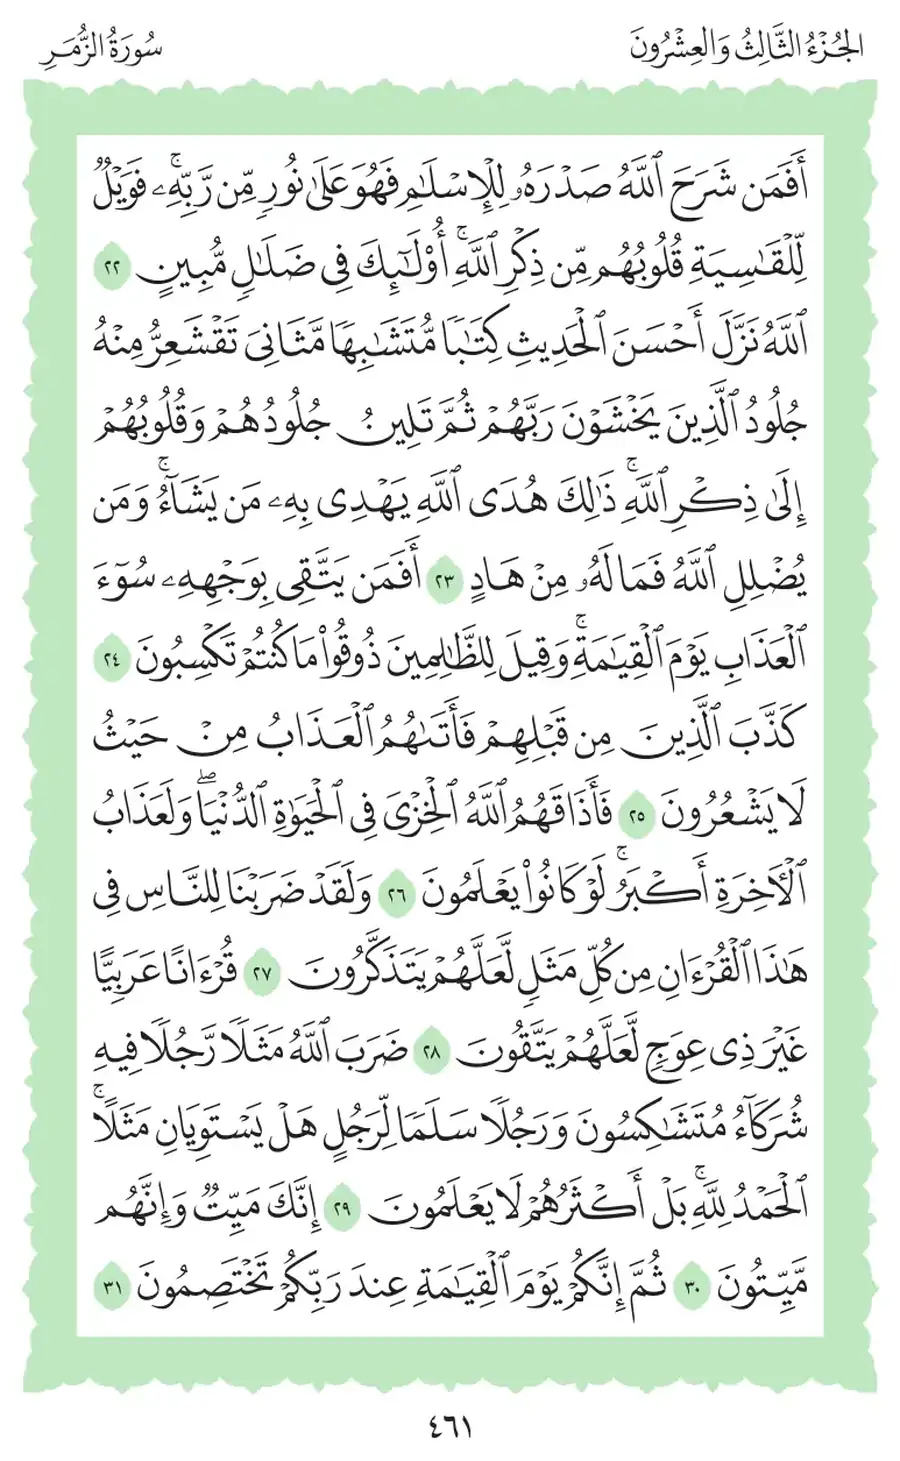 الجُزْءُ الثَّالِثُ وَالعِشْرُونَ
سُورَةُ الزُّمَرِ
أَفَمَن شَرَحَ ٱللَّهُ صَدْرَهُۥ لِلْإِسْلَٰمِ فَهُوَ عَلَىٰ نُورٍ مِّن رَّبِّهِۦۚ فَوَيْلٌ
لِّلْقَٰسِيَةِ قُلُوبُهُم مِّن ذِكْرِ ٱللَّهِۚ أُو۟لَٰٓئِكَ فِى ضَلَٰلٍ مُّبِينٍ ٢٢
ٱللَّهُ نَزَّلَ أَحْسَنَ ٱلْحَدِيثِ كِتَٰبًا مُّتَشَٰبِهًا مَّثَانِىَ تَقْشَعِرُّ مِنْهُ
جُلُودُ ٱلَّذِينَ يَخْشَوْنَ رَبَّهُمْ ثُمَّ تَلِينُ جُلُودُهُمْ وَقُلُوبُهُمْ
إِلَىٰ ذِكْرِ ٱللَّهِۚ ذَٰلِكَ هُدَى ٱللَّهِ يَهْدِى بِهِۦ مَن يَشَآءُۚ وَمَن
يُضْلِلِ ٱللَّهُ فَمَا لَهُۥ مِنْ هَادٍ ٢٣ أَفَمَن يَتَّقِى بِوَجْهِهِۦ سُوٓءَ
ٱلْعَذَابِ يَوْمَ ٱلْقِيَٰمَةِۚ وَقِيلَ لِلظَّٰلِمِينَ ذُوقُوا۟ مَا كُنتُمْ تَكْسِبُونَ ٢٤
كَذَّبَ ٱلَّذِينَ مِن قَبْلِهِمْ فَأَتَىٰهُمُ ٱلْعَذَابُ مِنْ حَيْثُ
لَا يَشْعُرُونَ ٢٥ فَأَذَاقَهُمُ ٱللَّهُ ٱلْخِزْىَ فِى ٱلْحَيَوٰةِ ٱلدُّنْيَاۖ وَلَعَذَابُ
ٱلْأَخِرَةِ أَكْبَرُۚ لَوْ كَانُوا۟ يَعْلَمُونَ ٢٦ وَلَقَدْ ضَرَبْنَا لِلنَّاسِ فِى
هَٰذَا ٱلْقُرْءَانِ مِن كُلِّ مَثَلٍ لَّعَلَّهُمْ يَتَذَكَّرُونَ ٢٧ قُرْءَانًا عَرَبِيًّا
غَيْرَ ذِى عِوَجٍ لَّعَلَّهُمْ يَتَّقُونَ ٢٨ ضَرَبَ ٱللَّهُ مَثَلًا رَّجُلًا فِيهِ
شُرَكَآءُ مُتَشَٰكِسُونَ وَرَجُلًا سَلَمًا لِّرَجُلٍ هَلْ يَسْتَوِيَانِ مَثَلًاۚ
ٱلْحَمْدُ لِلَّهِۚ بَلْ أَكْثَرُهُمْ لَا يَعْلَمُونَ ٢٩ إِنَّكَ مَيِّتٌ وَإِنَّهُم
مَّيِّتُونَ ٣٠ ثُمَّ إِنَّكُمْ يَوْمَ ٱلْقِيَٰمَةِ عِندَ رَبِّكُمْ تَخْتَصِمُونَ ٣١
٤٦١